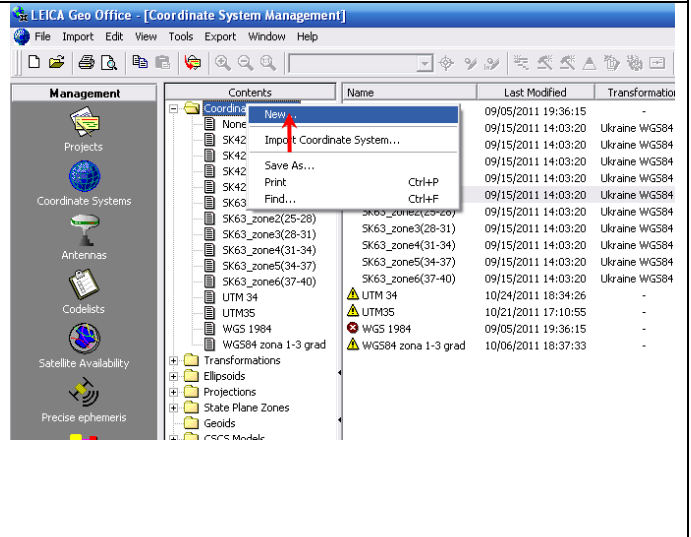 LEICA Geo Office - [Coordinate System Management]
File Import Edit View Tools Export Window Help
Management
Projects
Coordinate Systems
Antennas
Codelists
Satellite Availability
Precise ephemeris
Contents
None
SK42
SK42
SK42
SK42
SK63
SK63_zone2(25-28)
SK63_zone3(28-31)
SK63_zone4(31-34)
SK63_zone5(34-37)
SK63_zone6(37-40)
UTM 34
UTM35
WGS 1984
WGS84 zona 1-3 grad
Transformations
Ellipsoids
Projections
State Plane Zones
Geoids
CSCS Models
New...
Import Coordinate System...
Save As...
Print Ctrl+P
Find... Ctrl+F
Name Last Modified Transformation
09/05/2011 19:36:15 -
09/15/2011 14:03:20 Ukraine WGS84
09/15/2011 14:03:20 Ukraine WGS84
09/15/2011 14:03:20 Ukraine WGS84
09/15/2011 14:03:20 Ukraine WGS84
09/15/2011 14:03:20 Ukraine WGS84
SK63_zone2(25-28) 09/15/2011 14:03:20 Ukraine WGS84
SK63_zone3(28-31) 09/15/2011 14:03:20 Ukraine WGS84
SK63_zone4(31-34) 09/15/2011 14:03:20 Ukraine WGS84
SK63_zone5(34-37) 09/15/2011 14:03:20 Ukraine WGS84
SK63_zone6(37-40) 09/15/2011 14:03:20 Ukraine WGS84
UTM 34 10/24/2011 18:34:26 -
UTM35 10/21/2011 17:10:55 -
WGS 1984 09/05/2011 19:36:15 -
WGS84 zona 1-3 grad 10/06/2011 18:37:33 -